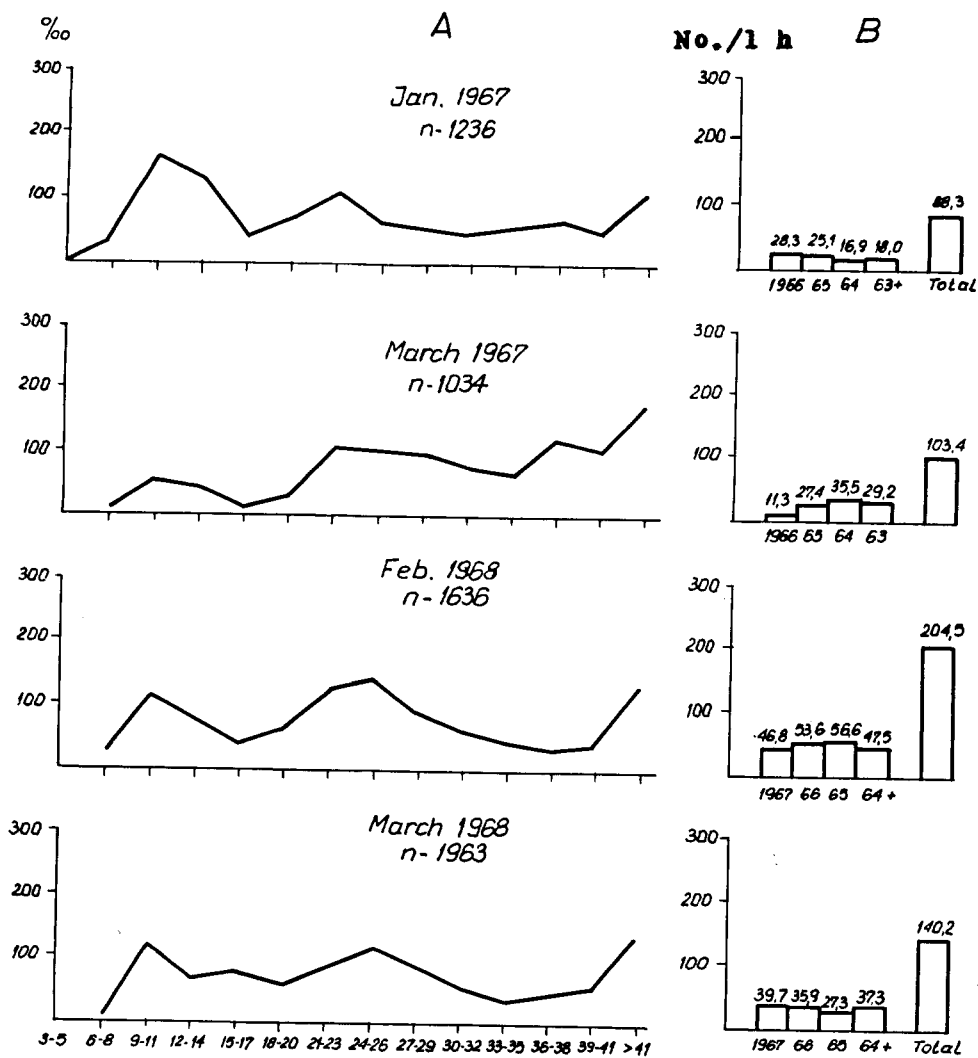 ‰ A No./1 h B
300
200
100
Jan. 1967
n-1236
300
200
100
28,3 25,1 16,9 18,0 88,3
1966 65 64 63+ Total
300
200
100
March 1967
n-1034
300
200
100
11,3 27,4 35,5 29,2 103,4
1966 65 64 63
300
200
100
Feb. 1968
n-1636
300
200
100
46,8 53,6 56,6 47,5 204,5
1967 66 65 64+
300
200
100
March 1968
n-1963
300
200
100
39,7 35,9 27,3 37,3 140,2
3-5 6-8 9-11 12-14 15-17 18-20 21-23 24-26 27-29 30-32 33-35 36-38 39-41 >41
1967 66 65 64+ Total